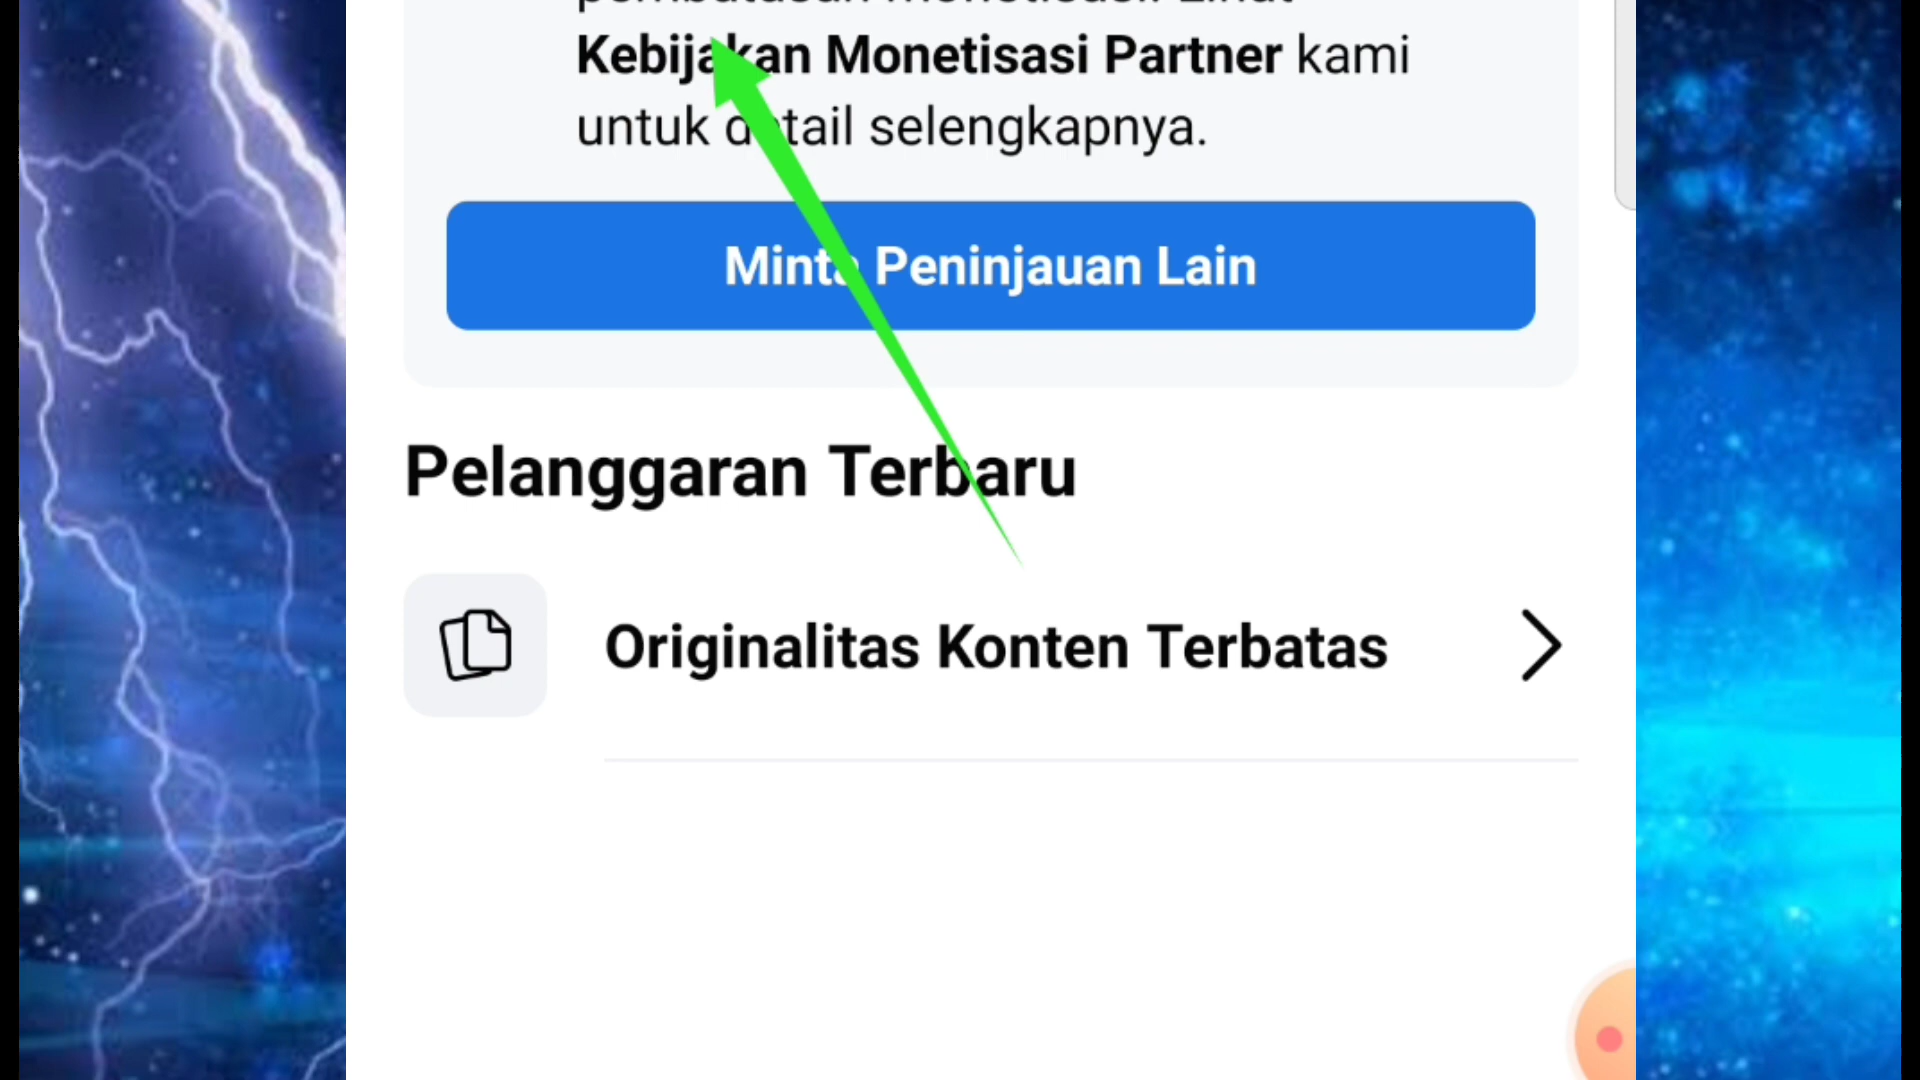 Kebijakan Monetisasi Partner kami
untuk detail selengkapnya.
Minta Peninjauan Lain
Pelanggaran Terbaru
Originalitas Konten Terbatas